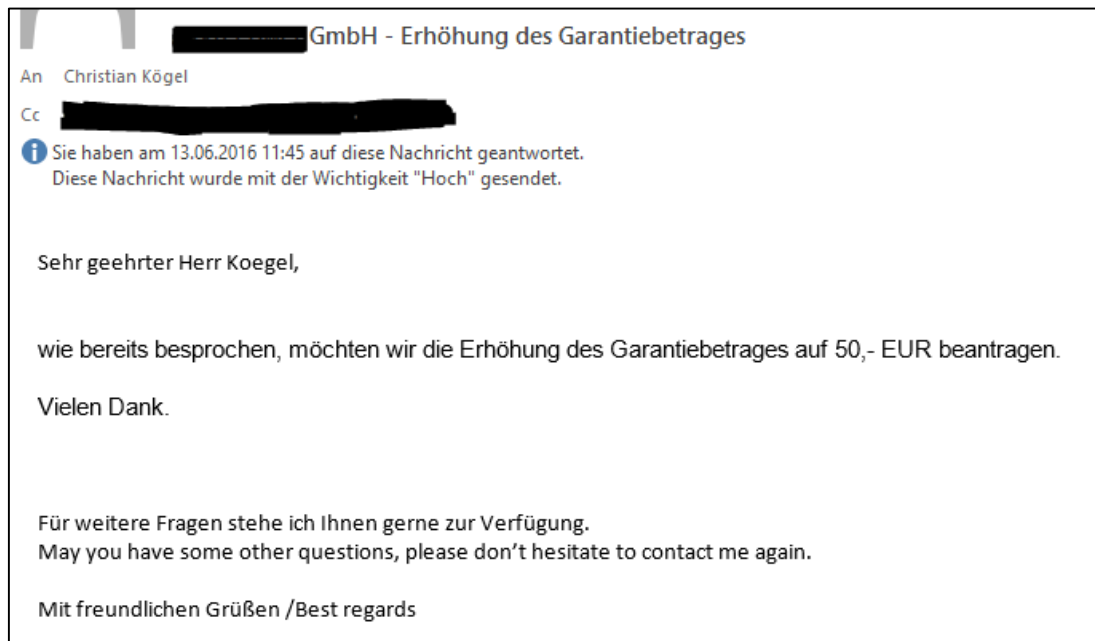 GmbH - Erhöhung des Garantiebetrages
An Christian Kögel
Cc
Sie haben am 13.06.2016 11:45 auf diese Nachricht geantwortet.
Diese Nachricht wurde mit der Wichtigkeit "Hoch" gesendet.
Sehr geehrter Herr Koegel,
wie bereits besprochen, möchten wir die Erhöhung des Garantiebetrages auf 50,- EUR beantragen.
Vielen Dank.
Für weitere Fragen stehe ich Ihnen gerne zur Verfügung.
May you have some other questions, please don’t hesitate to contact me again.
Mit freundlichen Grüßen /Best regards